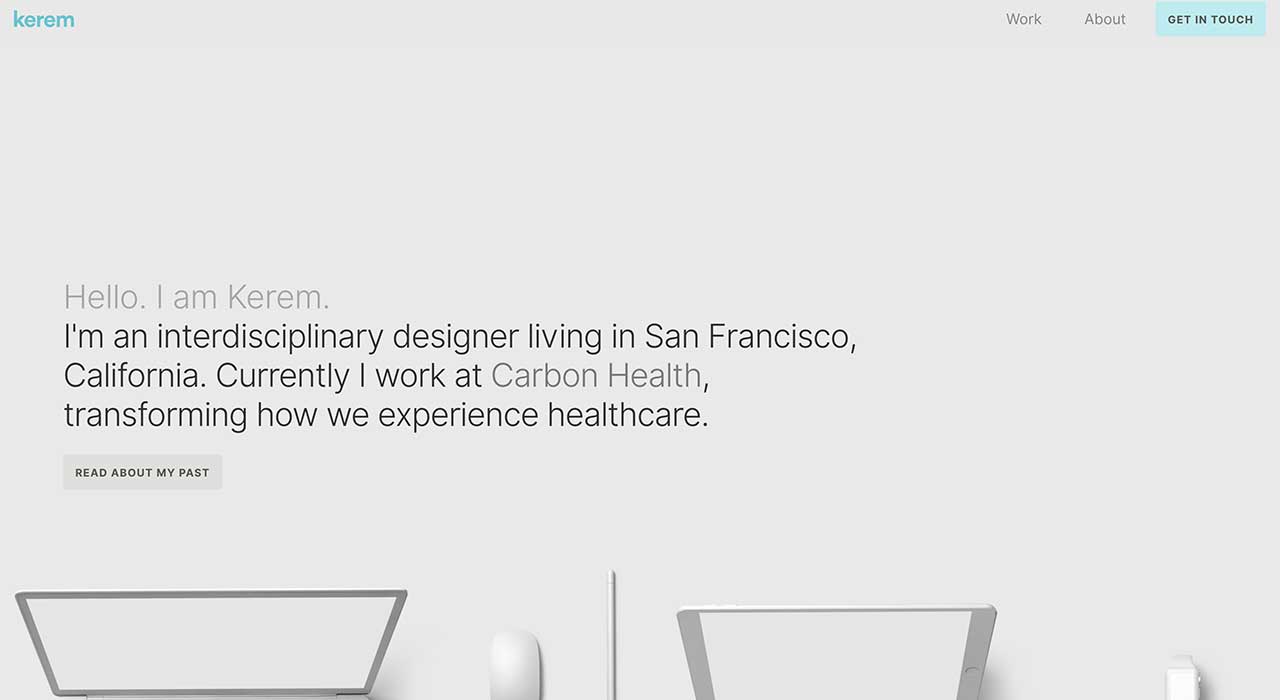 kerem
Work
About
GET IN TOUCH
Hello. I am Kerem.
I'm an interdisciplinary designer living in San Francisco,
California. Currently I work at Carbon Health,
transforming how we experience healthcare.
READ ABOUT MY PAST